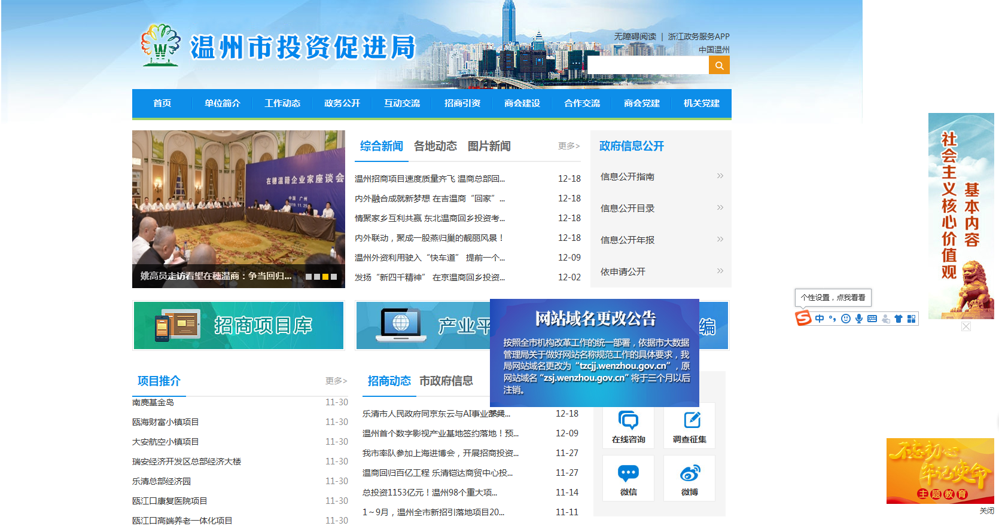 温州市投资促进局
无障碍阅读 | 浙江政务服务APP
中国温州
首页 单位简介 工作动态 政务公开 互动交流 招商引资 商会建设 合作交流 商会党建 机关党建
在穗温籍企业家座谈会
中国 广州
2019.11.25
姚高员走访看望在穗温商：争当回归...
综合新闻 各地动态 图片新闻 更多>
温州招商项目速度质量齐飞 温商总部回... 12-18
内外融合成就新梦想 在吉温商“回家” ... 12-18
情聚家乡互利共赢 东北温商回乡投资考... 12-18
内外联动，聚成一股燕归巢的靓丽风景！ 12-18
温州外资利用驶入“快车道” 提前一个... 12-09
发扬“新四千精神” 在京温商回乡投资... 12-02
政府信息公开
信息公开指南 >>
信息公开目录 >>
信息公开年报 >>
依申请公开 >>
招商项目库
产业平
编
网站域名更改公告
按照全市机构改革工作的统一部署，依据市大数据
管理局关于做好网站名称规范工作的具体要求，我
局网站域名更改为“tzcjj.wenzhou.gov.cn”，原
网站域名“zsj.wenzhou.gov.cn”将于三个月以后
注销。
项目推介 更多>
南麂基金岛 11-30
瓯海财富小镇项目 11-30
大安航空小镇项目 11-30
瑞安经济开发区总部经济大楼 11-30
乐清总部经济园 11-30
瓯江口康复医院项目 11-30
瓯江口高端养老一体化项目 11-30
招商动态 市政府信息
乐清市人民政府同京东云与AI事业部共... 12-18
温州首个数字影视产业基地签约落地！预... 12-09
我市率队参加上海进博会，开展招商投资... 11-27
温商回归百亿工程 乐清铠达商贸中心投... 11-27
总投资1153亿元！温州98个重大项... 11-14
1～9月，温州全市新招引落地项目20... 11-11
在线咨询 调查征集
微信 微博
社会主义核心价值观
基本内容
个性设置，点我看看
中
不忘初心
牢记使命
主题教育
关闭